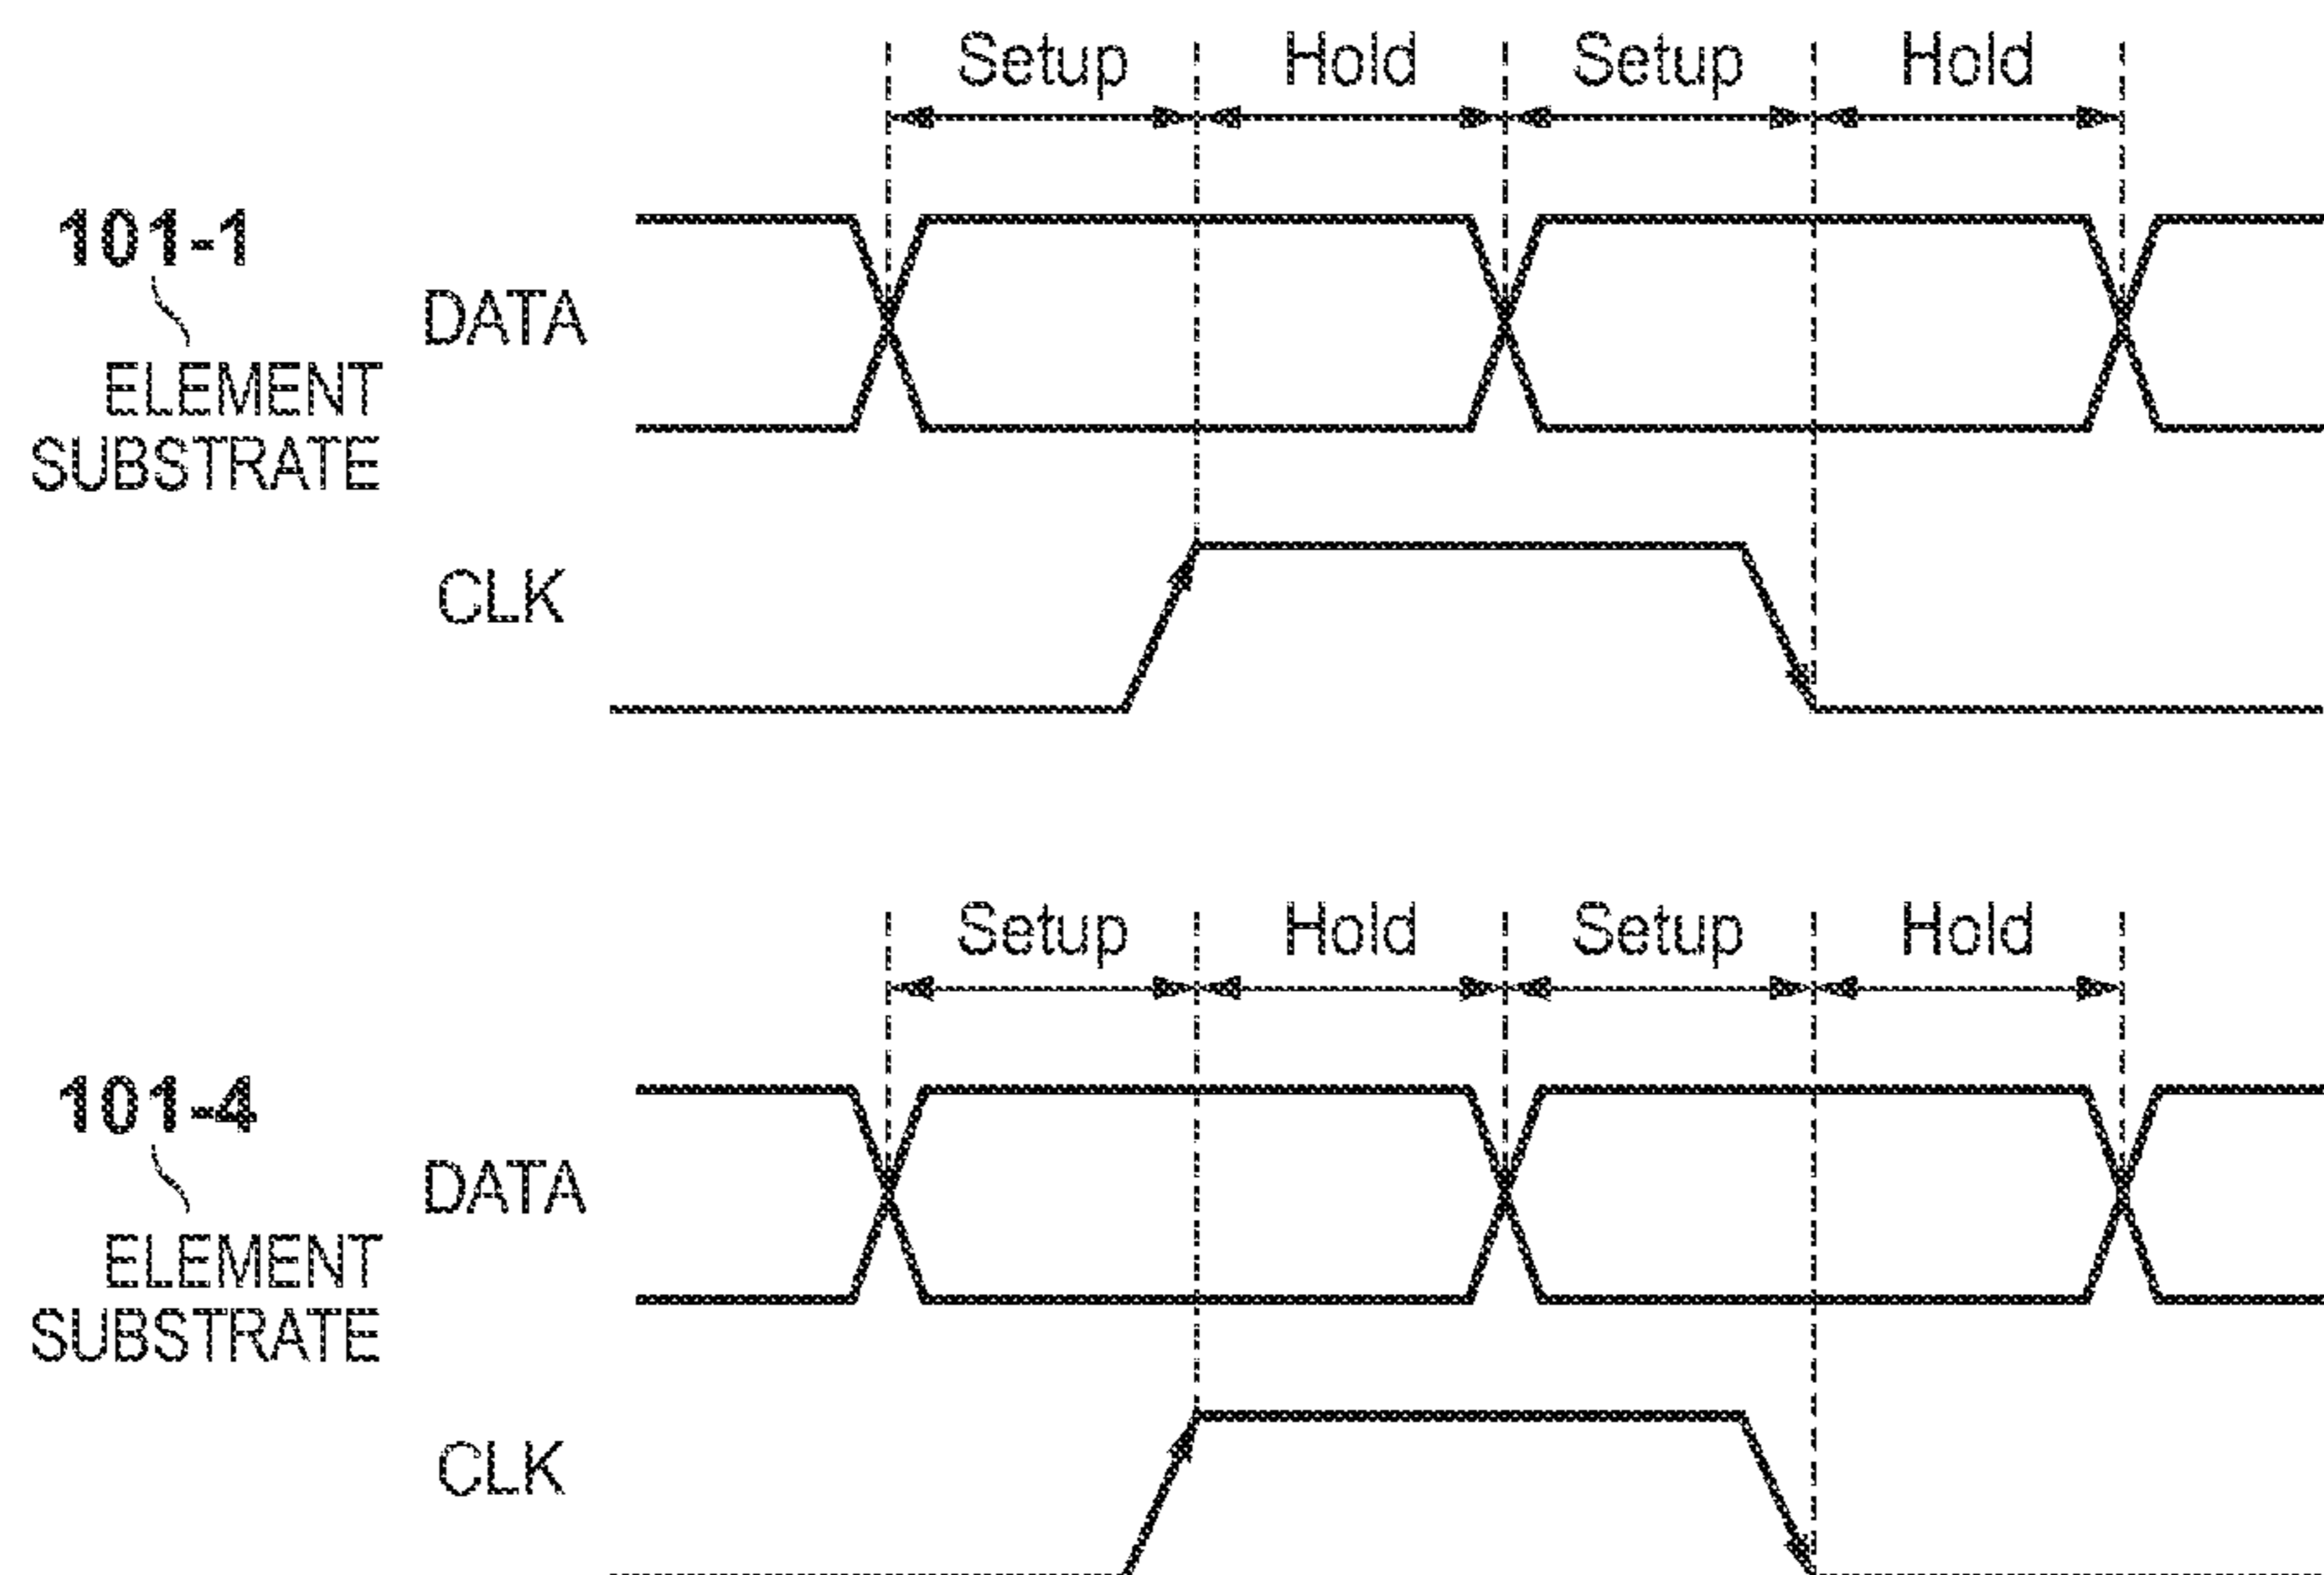 Setup Hold Setup Hold
101-1
DATA
ELEMENT
SUBSTRATE
CLK
Setup Hold Setup Hold
101-4
DATA
ELEMENT
SUBSTRATE
CLK